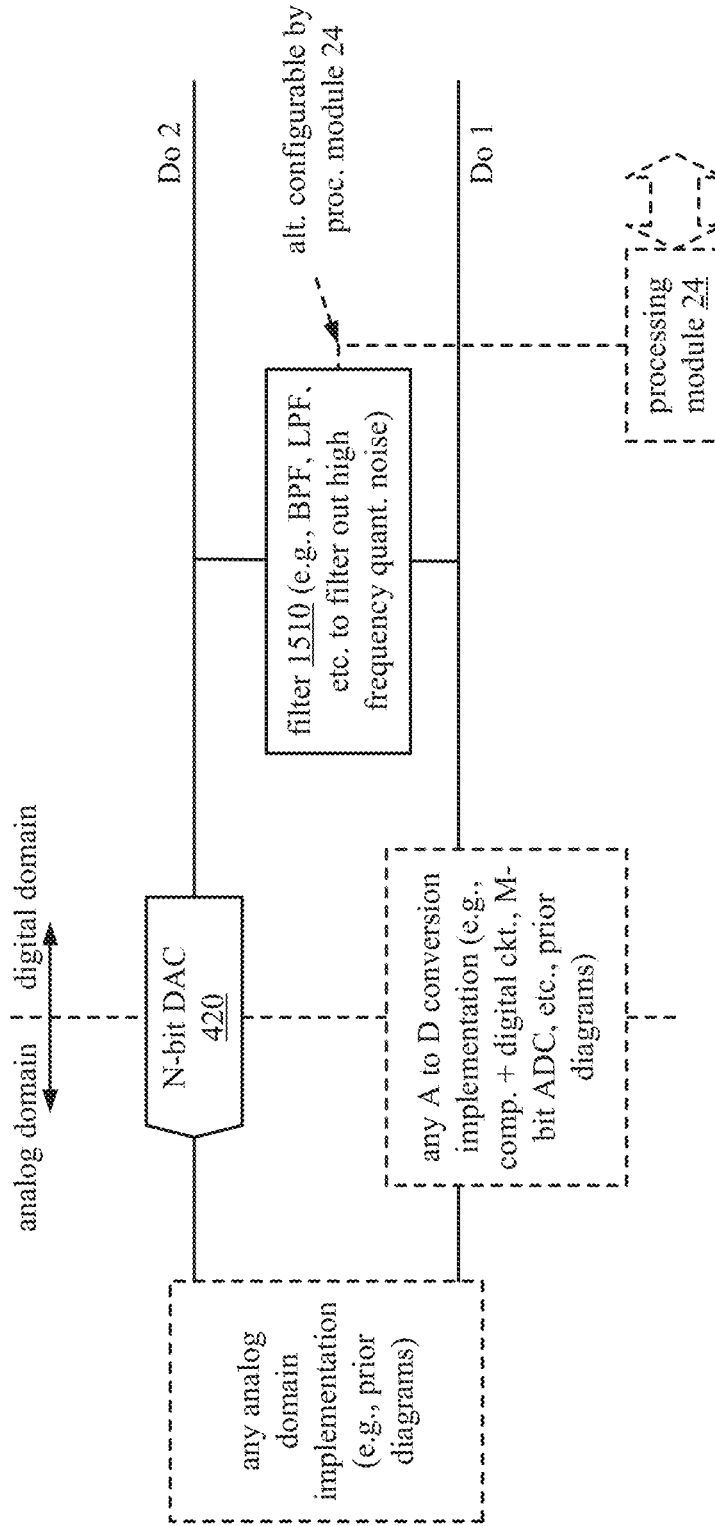 analog domain
digital domain
any analog
domain
implementation
(e.g., prior
diagrams)
N-bit DAC
420
any A to D conversion
implementation (e.g.,
comp. + digital ckt., M-
bit ADC, etc., prior
diagrams)
filter 1510 (e.g., BPF, LPF,
etc. to filter out high
frequency quant. noise)
Do 2
alt. configurable by
proc. module 24
Do 1
processing
module 24